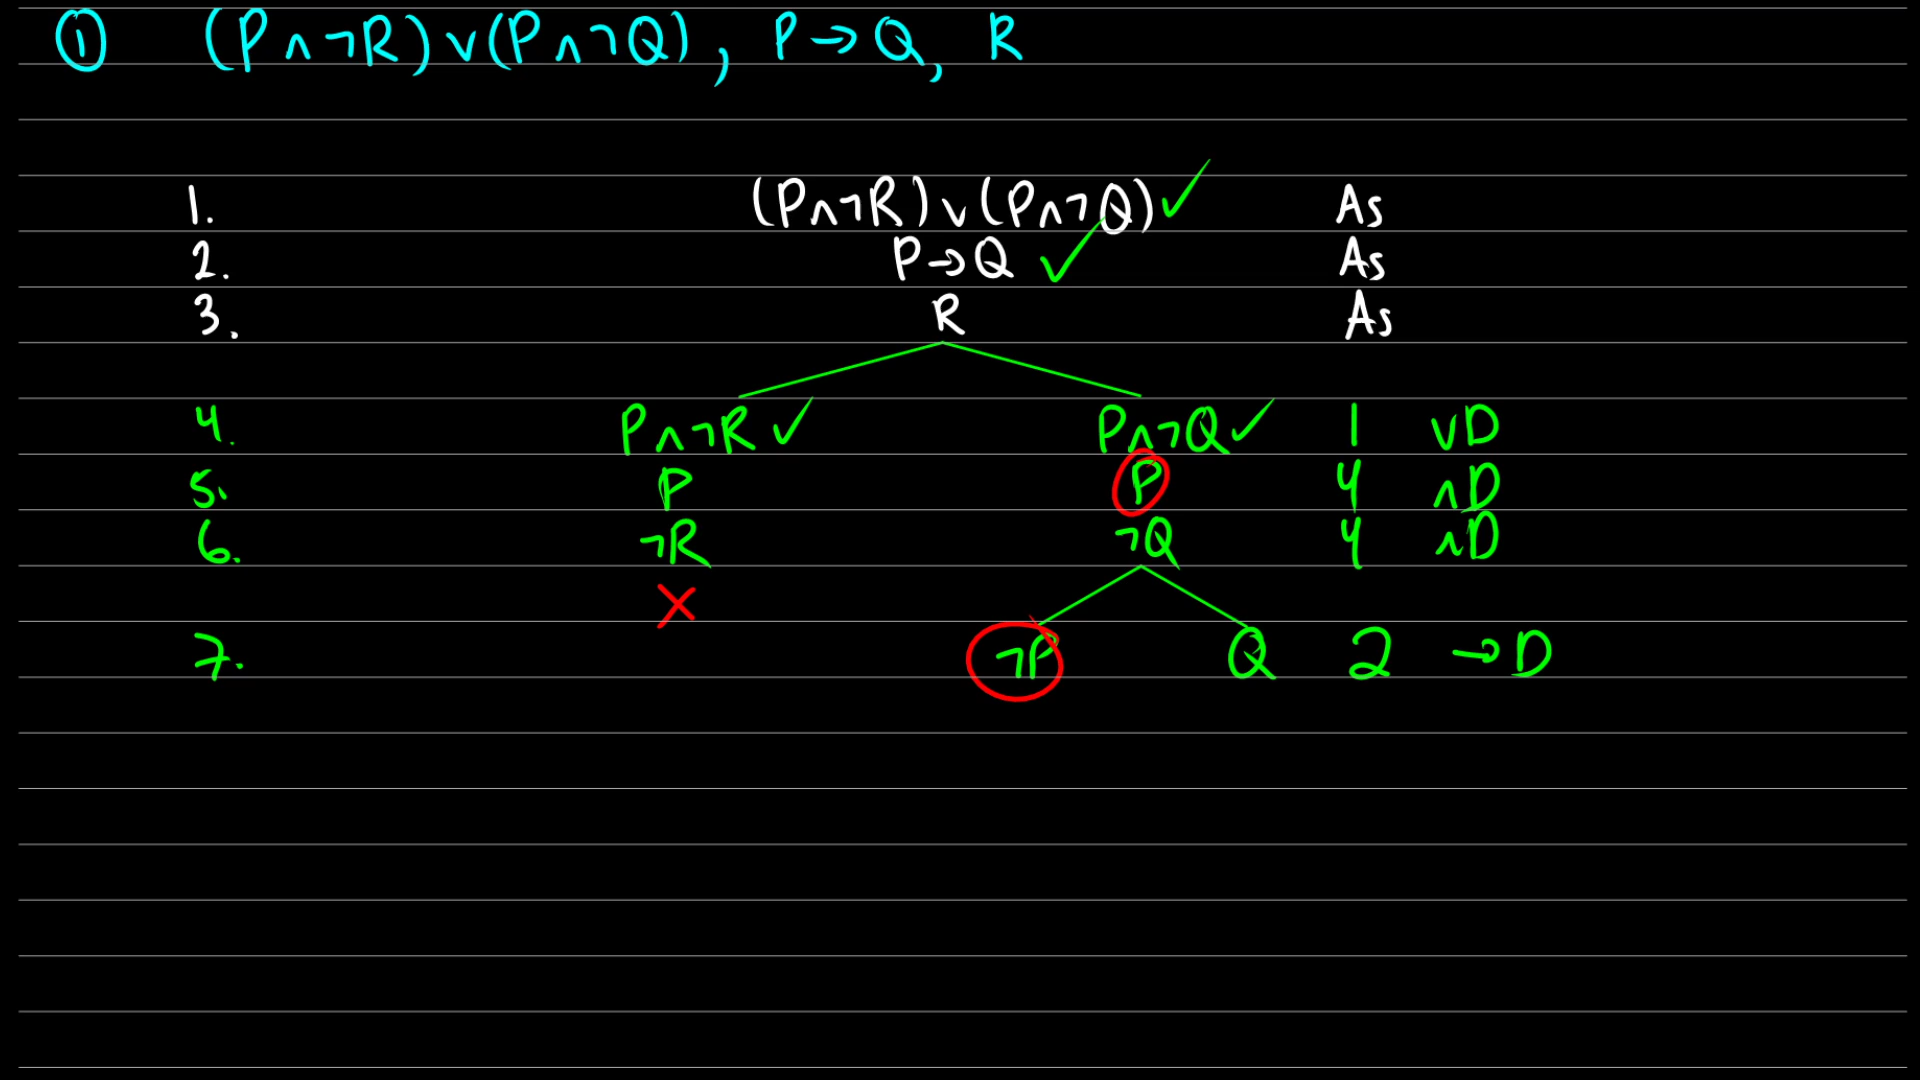 ① (P∧¬R)∨(P∧¬Q), P→Q, R
1. (P∧¬R)∨(P∧¬Q)✓ As
2. P→Q ✓ As
3. R As
4. P∧¬R✓ P∧¬Q✓ 1 ∨D
5. P P 4 ∧D
6. ¬R ¬Q 4 ∧D
✗
7. ¬P Q 2 →D